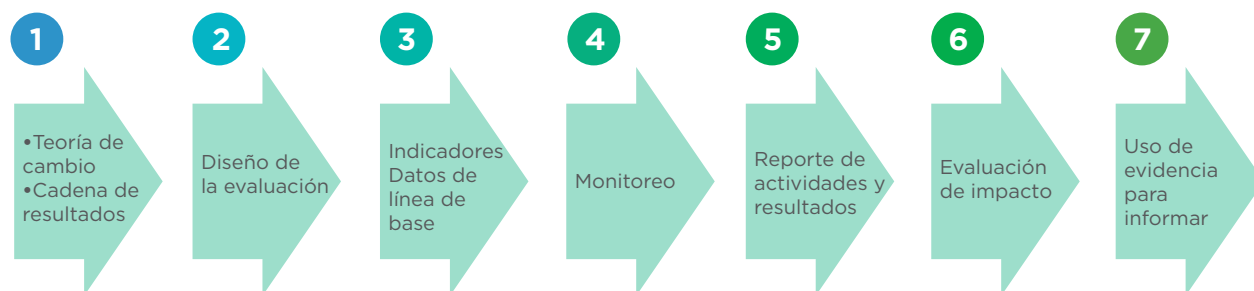 1
•Teoría de
cambio
•Cadena de
resultados
2
Diseño de
la evaluación
3
Indicadores
Datos de
línea de
base
4
Monitoreo
5
Reporte de
actividades y
resultados
6
Evaluación
de impacto
7
Uso de
evidencia
para
informar